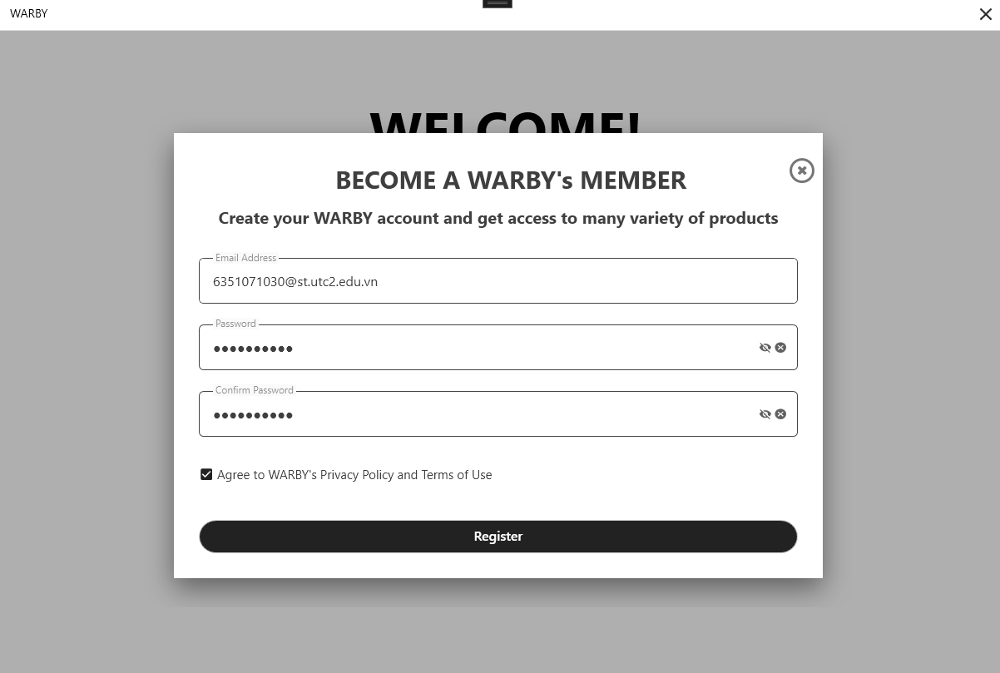 WARBY
WELCOME!
BECOME A WARBY's MEMBER
Create your WARBY account and get access to many variety of products
Email Address
6351071030@st.utc2.edu.vn
Password
●●●●●●●●●●
Confirm Password
●●●●●●●●●●
Agree to WARBY's Privacy Policy and Terms of Use
Register